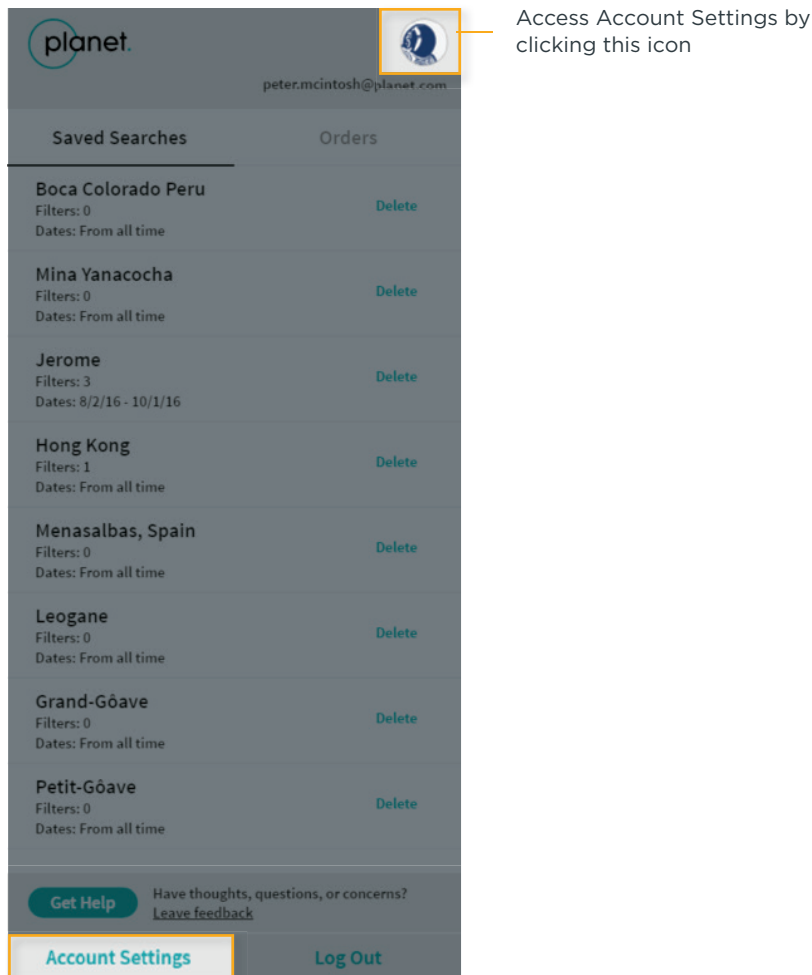 planet.
Access Account Settings by
clicking this icon
peter.mcintosh@planet.com
Saved Searches
Orders
Boca Colorado Peru
Filters: 0
Dates: From all time
Delete
Mina Yanacocha
Filters: 0
Dates: From all time
Delete
Jerome
Filters: 3
Dates: 8/2/16 - 10/1/16
Delete
Hong Kong
Filters: 1
Dates: From all time
Delete
Menasalbas, Spain
Filters: 0
Dates: From all time
Delete
Leogane
Filters: 0
Dates: From all time
Delete
Grand-Gôave
Filters: 0
Dates: From all time
Delete
Petit-Gôave
Filters: 0
Dates: From all time
Delete
Get Help
Have thoughts, questions, or concerns?
Leave feedback
Account Settings
Log Out